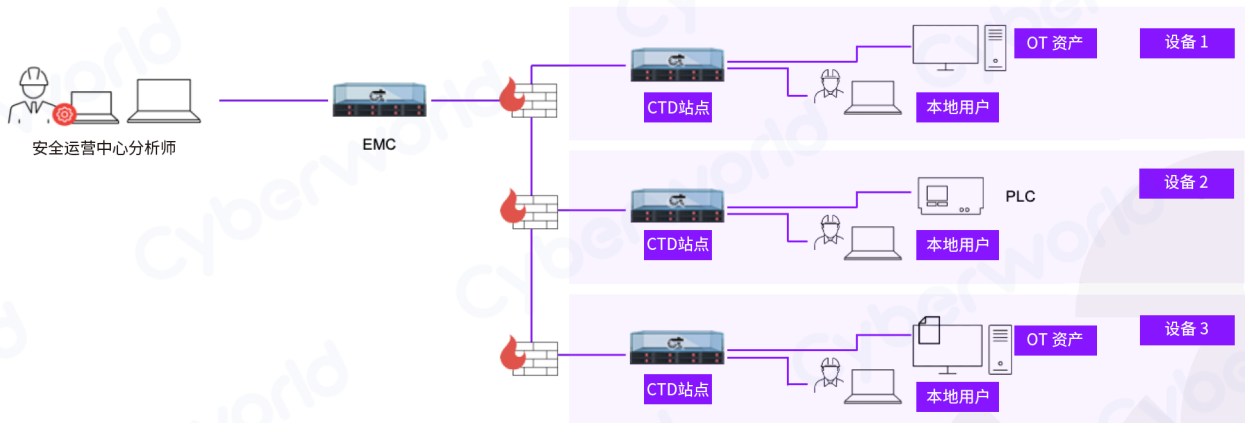 安全运营中心分析师
EMC
CTD站点
OT 资产
设备 1
本地用户
CTD站点
PLC
设备 2
本地用户
CTD站点
OT 资产
设备 3
本地用户
Cyberworld